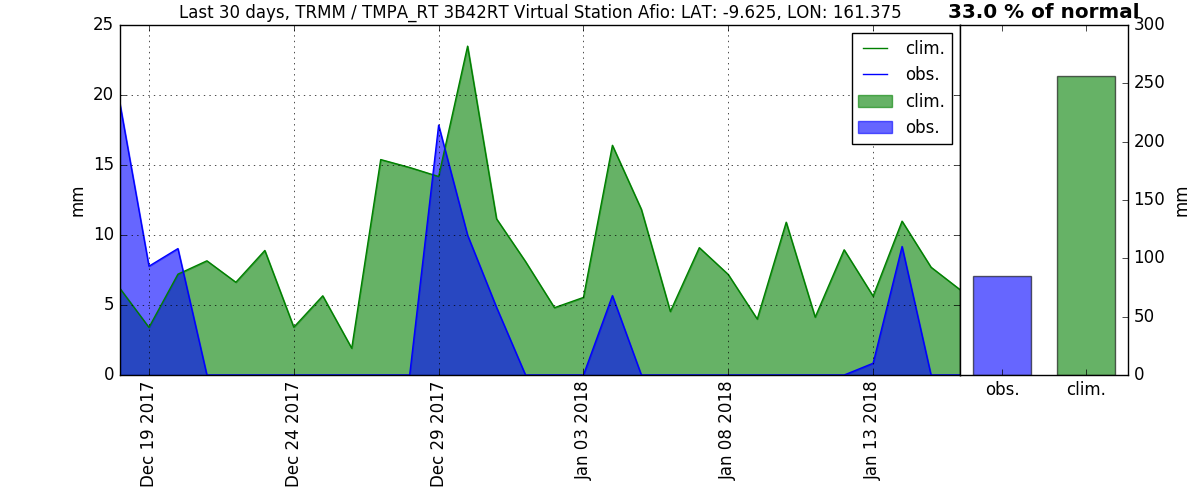 Last 30 days, TRMM / TMPA_RT 3B42RT Virtual Station Afio: LAT: -9.625, LON: 161.375
33.0 % of normal
mm
25
20
15
10
5
0
clim.
obs.
clim.
obs.
Dec 19 2017
Dec 24 2017
Dec 29 2017
Jan 03 2018
Jan 08 2018
Jan 13 2018
300
250
200
150
100
50
0
mm
obs.
clim.